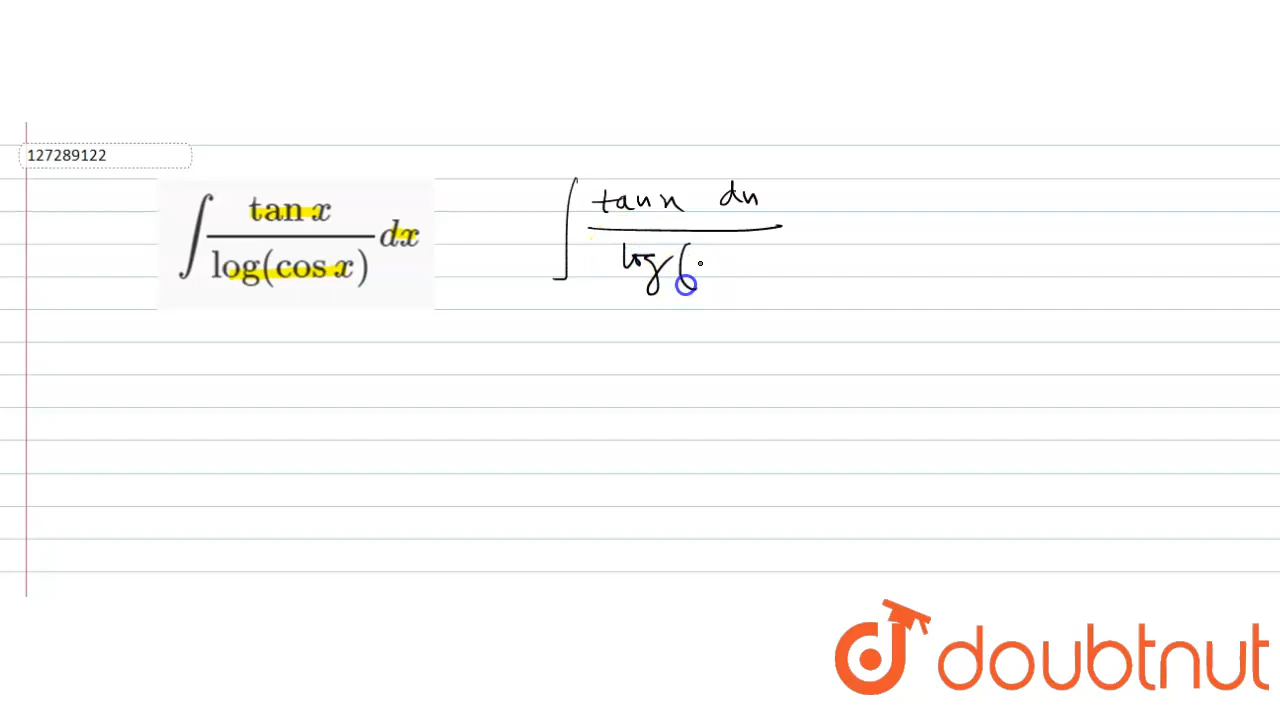 127289122
∫ tan x / log(cos x) dx
∫ tan x dx / log(
doubtnut